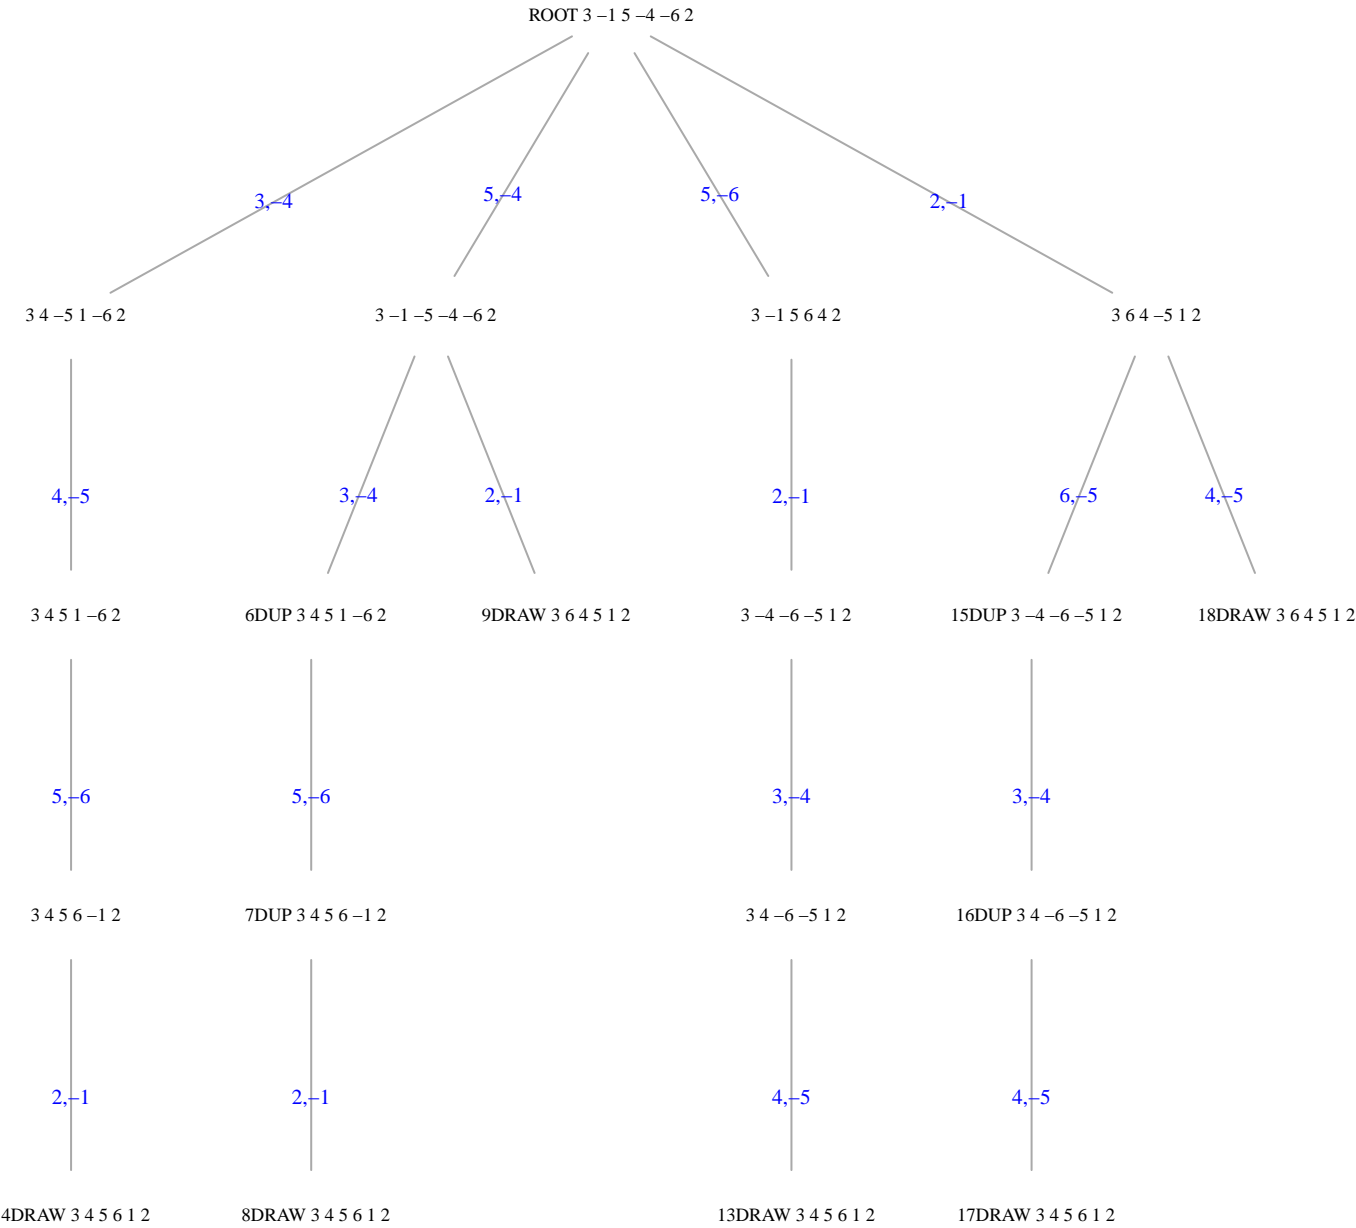 ROOT 3 –1 5 –4 –6 2
3,–4
5,–4
5,–6
2,–1
3 4 –5 1 –6 2
3 –1 –5 –4 –6 2
3 –1 5 6 4 2
3 6 4 –5 1 2
4,–5
3,–4
2,–1
2,–1
6,–5
4,–5
3 4 5 1 –6 2
6DUP 3 4 5 1 –6 2
9DRAW 3 6 4 5 1 2
3 –4 –6 –5 1 2
15DUP 3 –4 –6 –5 1 2
18DRAW 3 6 4 5 1 2
5,–6
5,–6
3,–4
3,–4
3 4 5 6 –1 2
7DUP 3 4 5 6 –1 2
3 4 –6 –5 1 2
16DUP 3 4 –6 –5 1 2
2,–1
2,–1
4,–5
4,–5
4DRAW 3 4 5 6 1 2
8DRAW 3 4 5 6 1 2
13DRAW 3 4 5 6 1 2
17DRAW 3 4 5 6 1 2